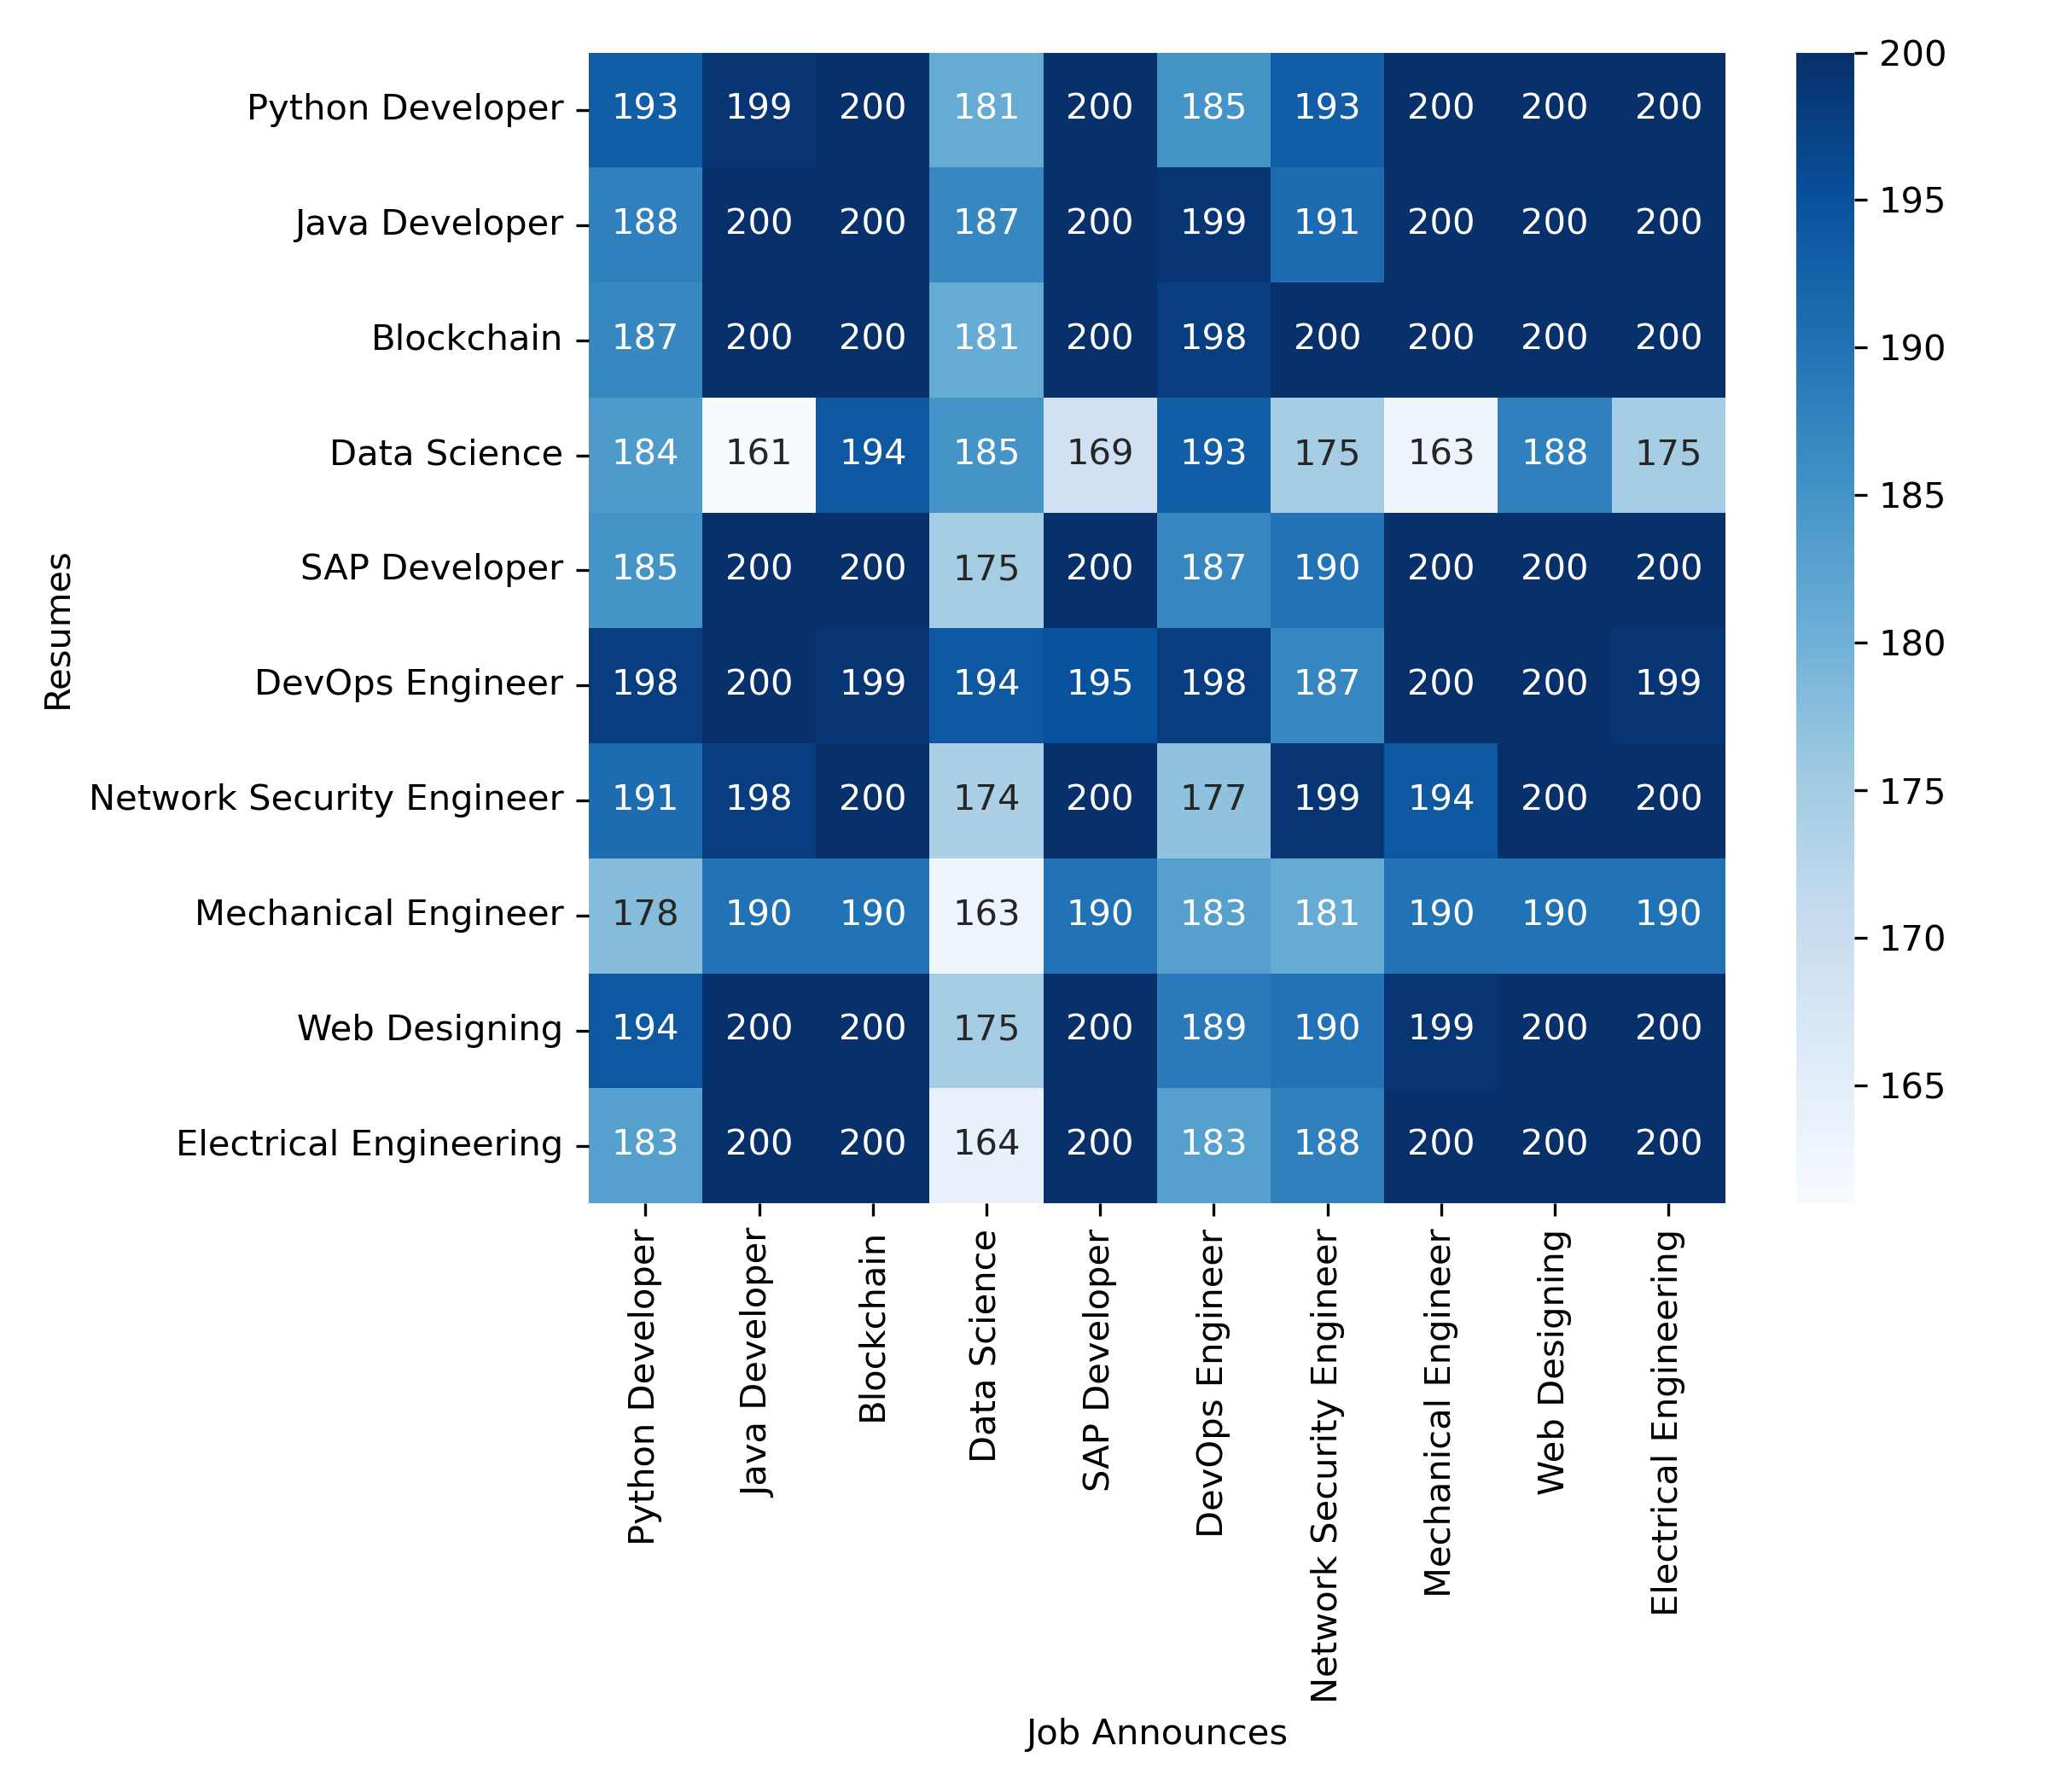 Python Developer 193 199 200 181 200 185 193 200 200 200
Java Developer 188 200 200 187 200 199 191 200 200 200
Blockchain 187 200 200 181 200 198 200 200 200 200
Data Science 184 161 194 185 169 193 175 163 188 175
SAP Developer 185 200 200 175 200 187 190 200 200 200
DevOps Engineer 198 200 199 194 195 198 187 200 200 199
Network Security Engineer 191 198 200 174 200 177 199 194 200 200
Mechanical Engineer 178 190 190 163 190 183 181 190 190 190
Web Designing 194 200 200 175 200 189 190 199 200 200
Electrical Engineering 183 200 200 164 200 183 188 200 200 200
Resumes
Python Developer
Java Developer
Blockchain
Data Science
SAP Developer
DevOps Engineer
Network Security Engineer
Mechanical Engineer
Web Designing
Electrical Engineering
Job Announces
200
195
190
185
180
175
170
165